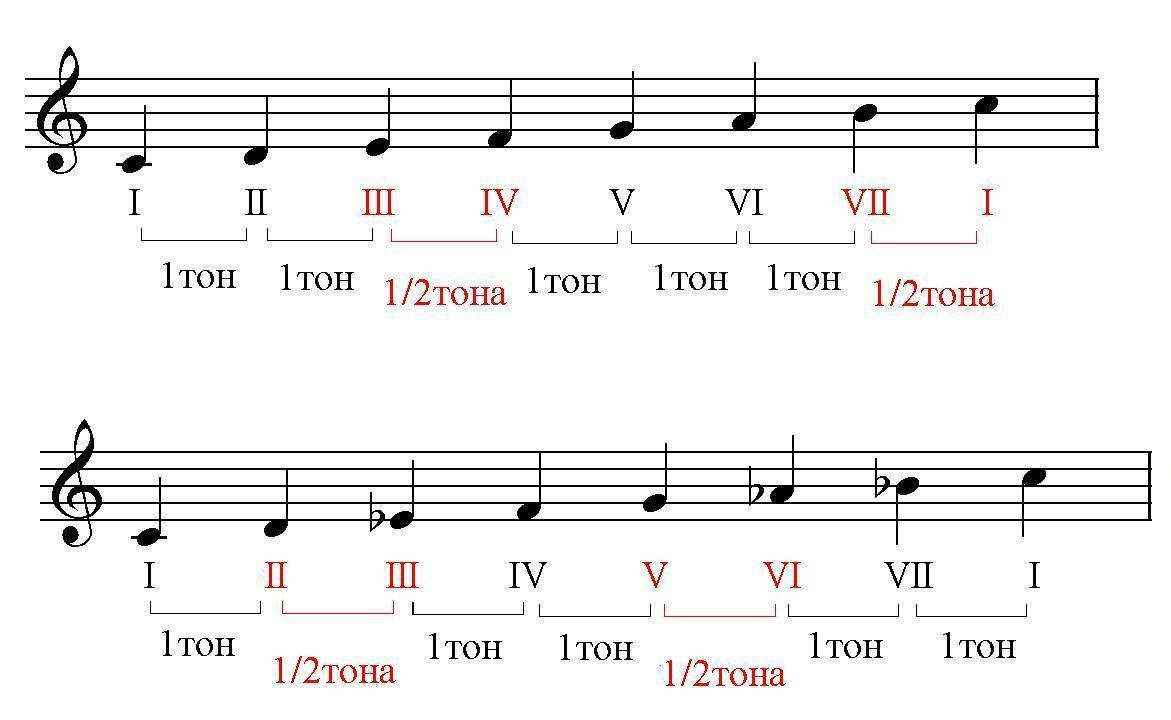 I II III IV V VI VII I
1тон 1тон 1/2тона 1тон 1тон 1тон 1/2тона
I II III IV V VI VII I
1тон 1/2тона 1тон 1тон 1/2тона 1тон 1тон